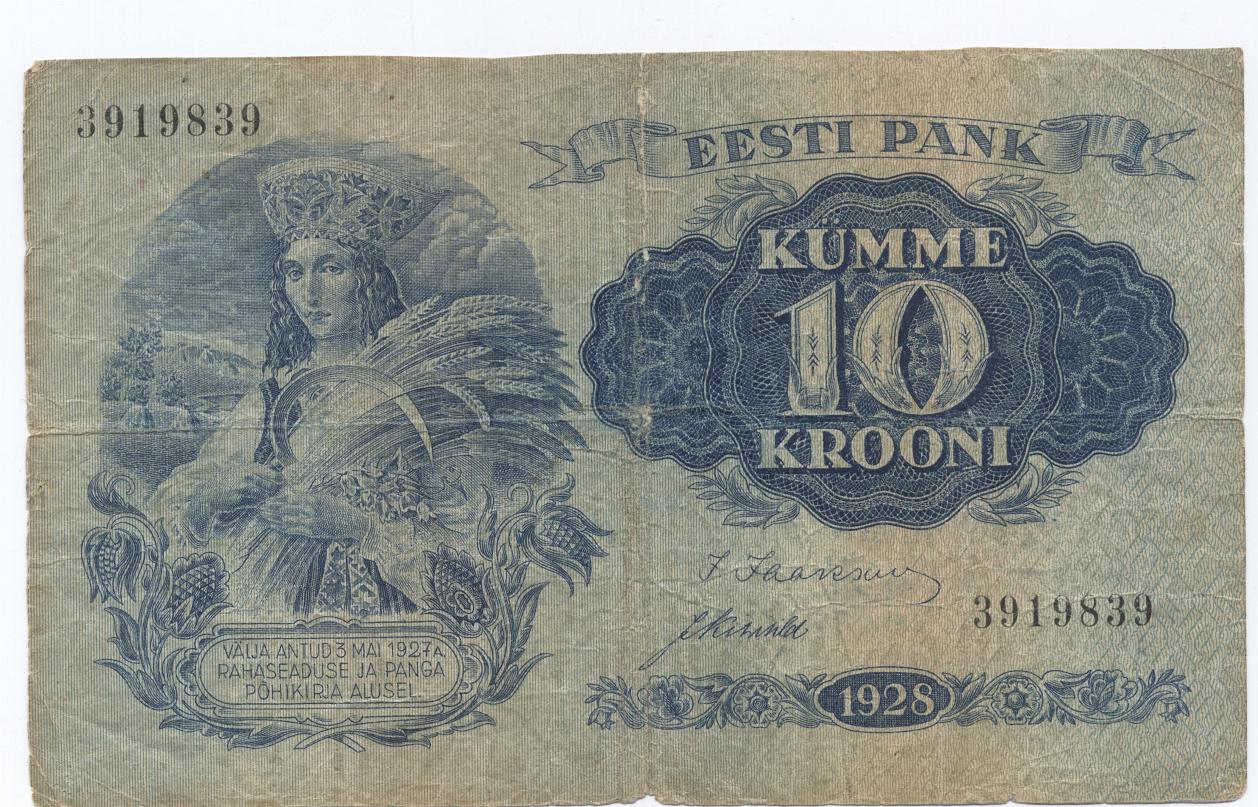 3919839
EESTI PANK
KÜMME
10
KROONI
3919839
VÄLJA ANTUD 3 MAI 1927 A.
RAHASEADUSE JA PANGA
PÕHIKIRJA ALUSEL.
1928